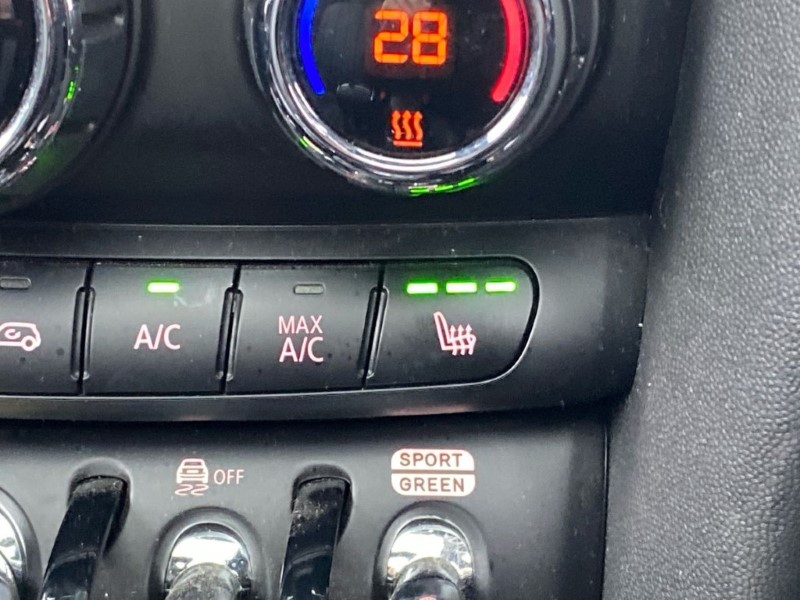 28
A/C
MAX
A/C
OFF
SPORT
GREEN